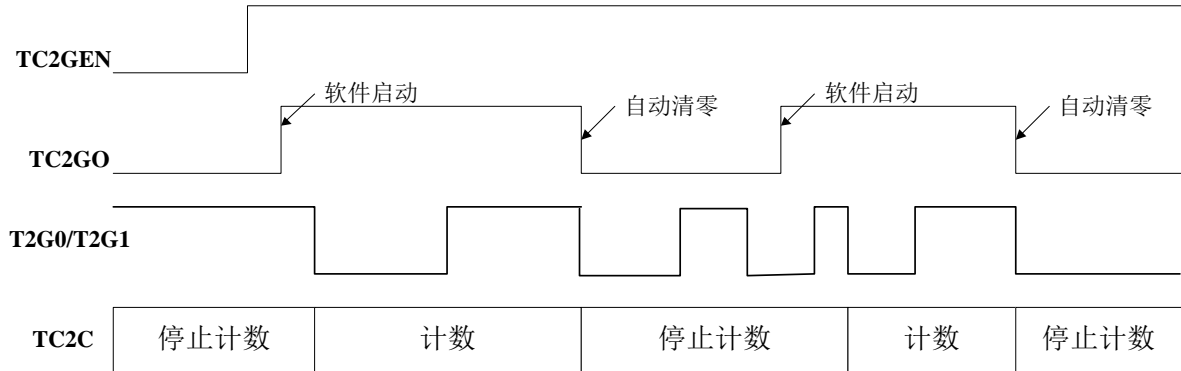 TC2GEN
软件启动
自动清零
软件启动
自动清零
TC2GO
T2G0/T2G1
TC2C
停止计数
计数
停止计数
计数
停止计数